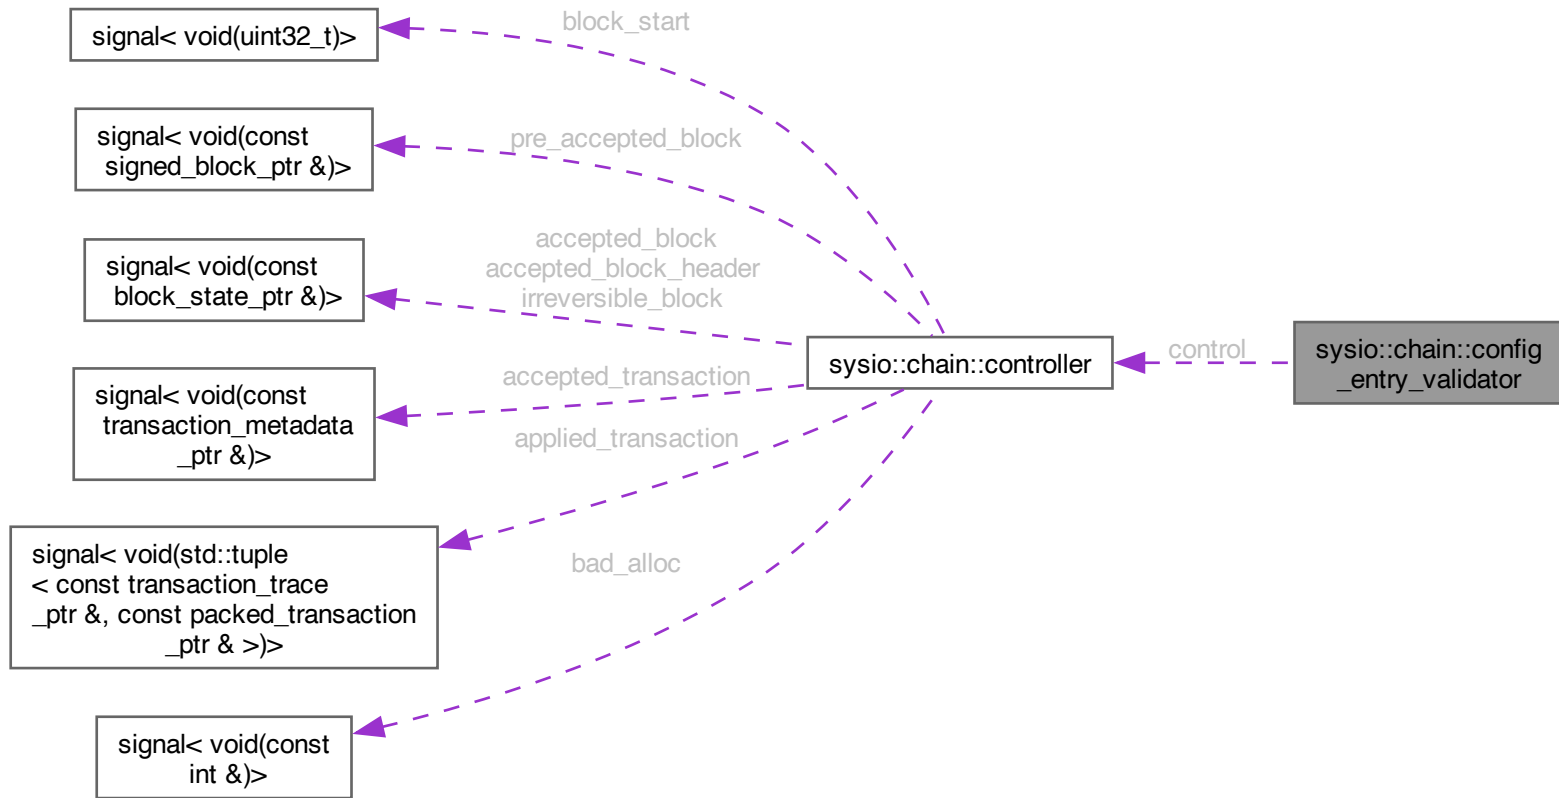 signal< void(uint32_t)>
block_start
signal< void(const
signed_block_ptr &)>
pre_accepted_block
signal< void(const
block_state_ptr &)>
accepted_block
accepted_block_header
irreversible_block
signal< void(const
transaction_metadata
_ptr &)>
accepted_transaction
signal< void(std::tuple
< const transaction_trace
_ptr &, const packed_transaction
_ptr & >)>
applied_transaction
signal< void(const
int &)>
bad_alloc
sysio::chain::controller
control
sysio::chain::config
_entry_validator